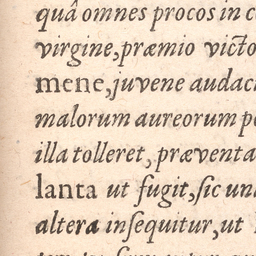 quâ omnes procos in c
virgine, præmio victo
mene, juvene audaci
malorum aureorum pe
illa tolleret, præventa
lanta ut fugit, sic un
altera insequitur, ut